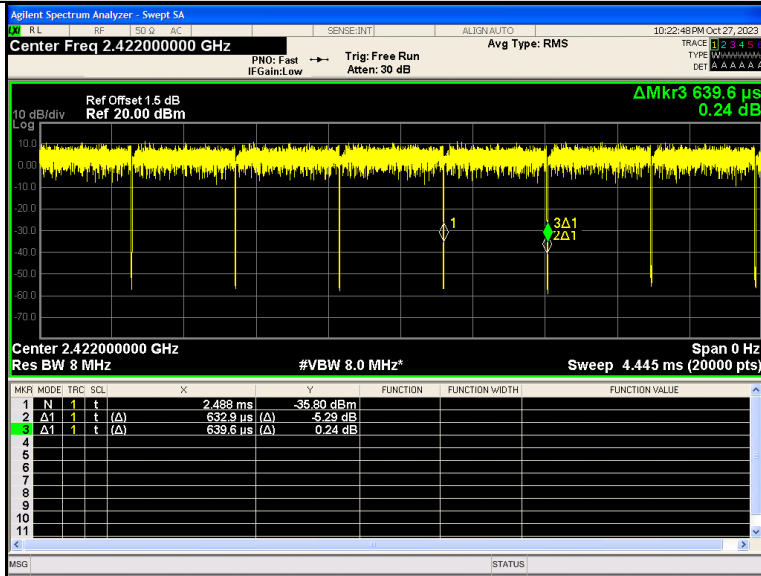 Agilent Spectrum Analyzer - Swept SA
LXI RL RF 50 Ω AC SENSE:INT ALIGN AUTO 10:22:48 PM Oct 27, 2023
Center Freq 2.422000000 GHz Avg Type: RMS TRACE 1 2 3 4 5 6
PNO: Fast Trig: Free Run TYPE WWWWWW
IFGain:Low Atten: 30 dB DET A A A A A A
ΔMkr3 639.6 µs
0.24 dB
Ref Offset 1.5 dB
10 dB/div Ref 20.00 dBm
Log
10.0
0.00
-10.0
-20.0
-30.0
-40.0
-50.0
-60.0
-70.0
1
3Δ1
2Δ1
Center 2.422000000 GHz Span 0 Hz
Res BW 8 MHz #VBW 8.0 MHz* Sweep 4.445 ms (20000 pts)
MKR MODE TRC SCL X Y FUNCTION FUNCTION WIDTH FUNCTION VALUE
1 N 1 t 2.488 ms -35.80 dBm
2 Δ1 1 t (Δ) 632.9 µs (Δ) -5.29 dB
3 Δ1 1 t (Δ) 639.6 µs (Δ) 0.24 dB
4
5
6
7
8
9
10
11
MSG STATUS